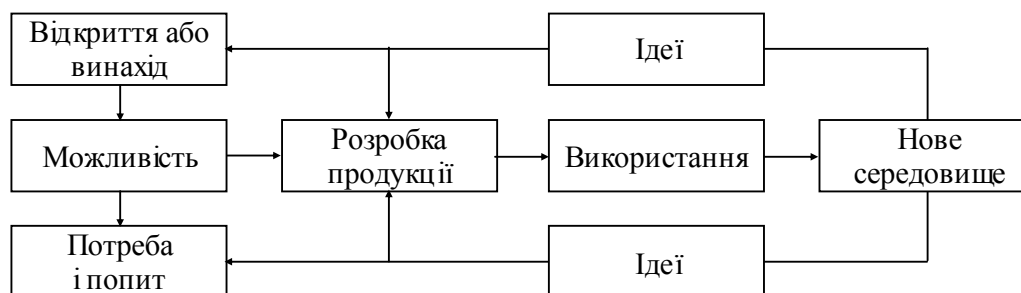 Відкриття або
винахід
Ідеї
Можливість
Розробка
продукції
Використання
Нове
середовище
Потреба
і попит
Ідеї